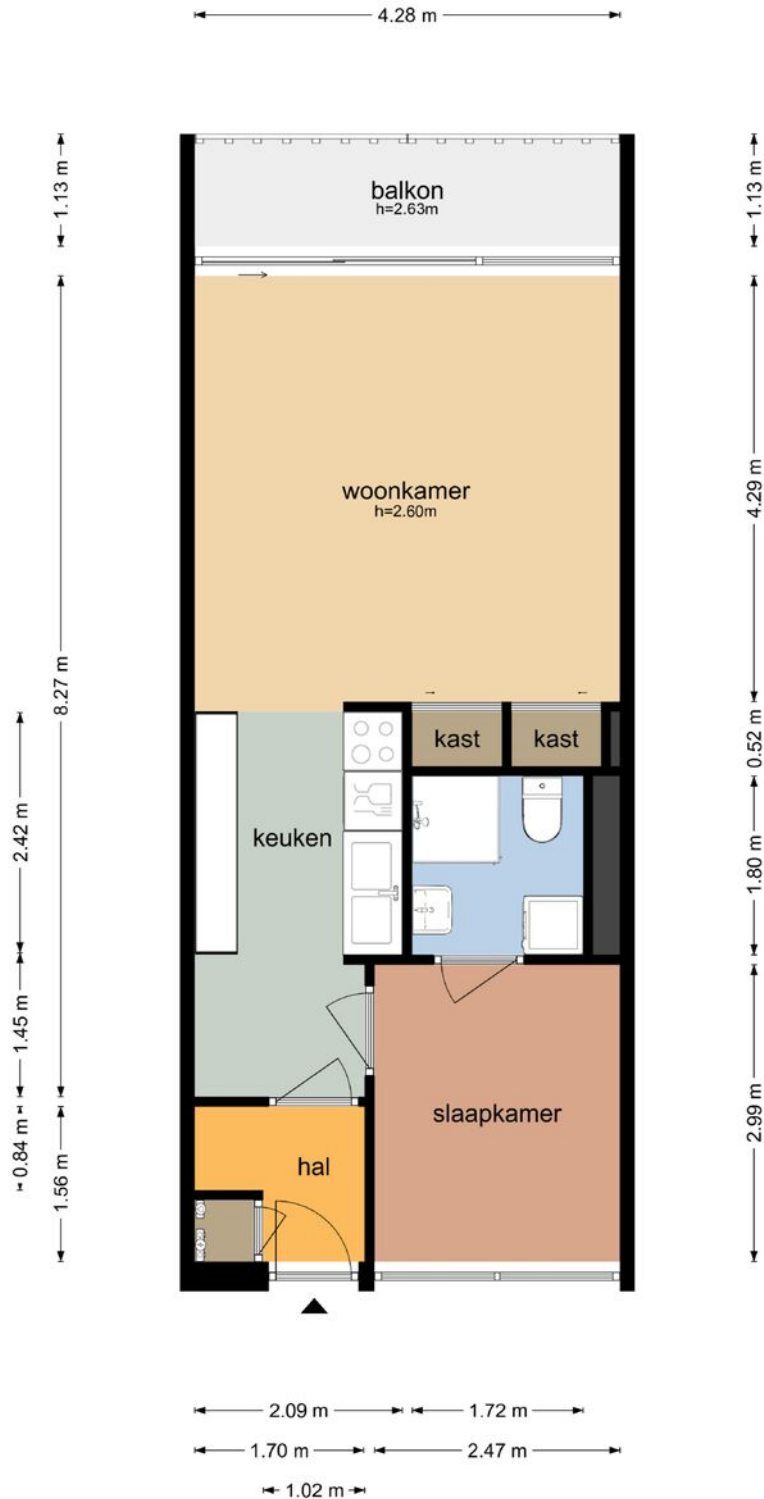 4.28 m
1.13 m
balkon
h=2.63m
1.13 m
woonkamer
h=2.60m
4.29 m
8.27 m
kast
kast
0.52 m
2.42 m
keuken
1.80 m
1.45 m
slaapkamer
2.99 m
0.84 m
hal
1.56 m
2.09 m
1.72 m
1.70 m
2.47 m
1.02 m